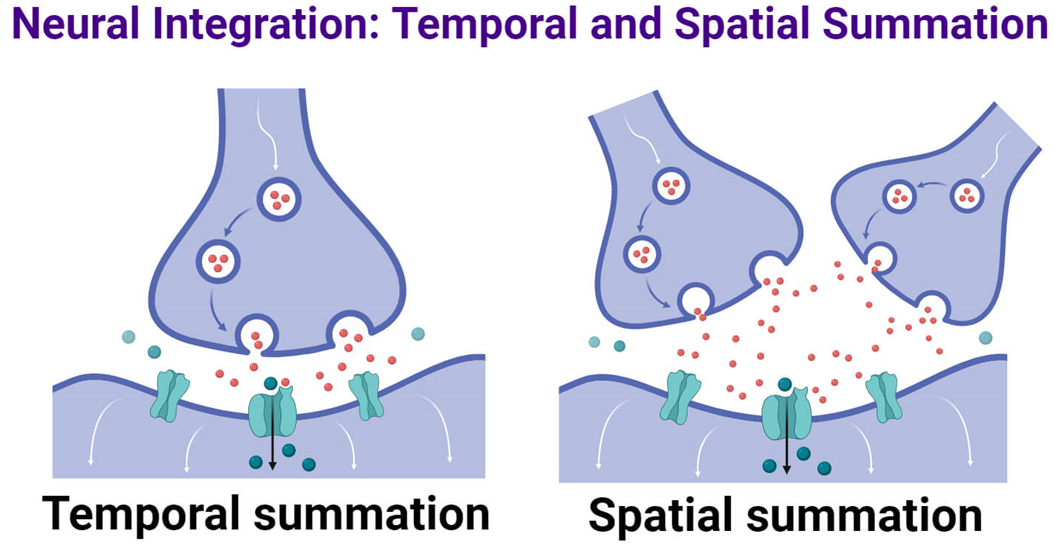 Neural Integration: Temporal and Spatial Summation
Temporal summation
Spatial summation